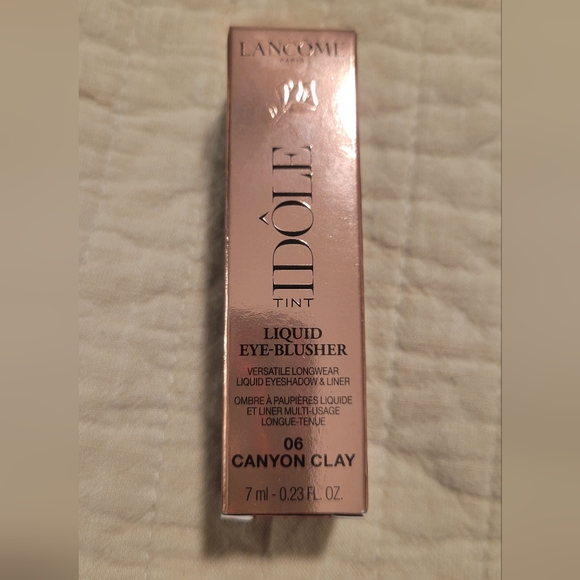 LANCÔME
PARIS
IDÔLE
TINT
LIQUID
EYE-BLUSHER
VERSATILE LONGWEAR
LIQUID EYESHADOW & LINER
OMBRE À PAUPIÈRES LIQUIDE
ET LINER MULTI-USAGE
LONGUE-TENUE
06
CANYON CLAY
7 ml - 0.23 FL. OZ.